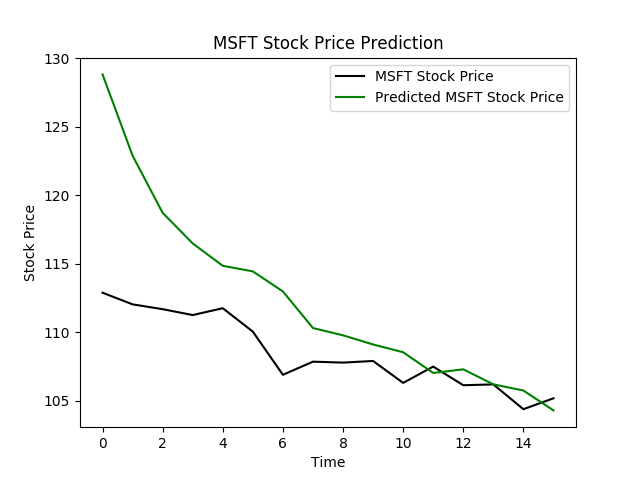 MSFT Stock Price Prediction
MSFT Stock Price
Predicted MSFT Stock Price
Stock Price
130
125
120
115
110
105
0 2 4 6 8 10 12 14
Time